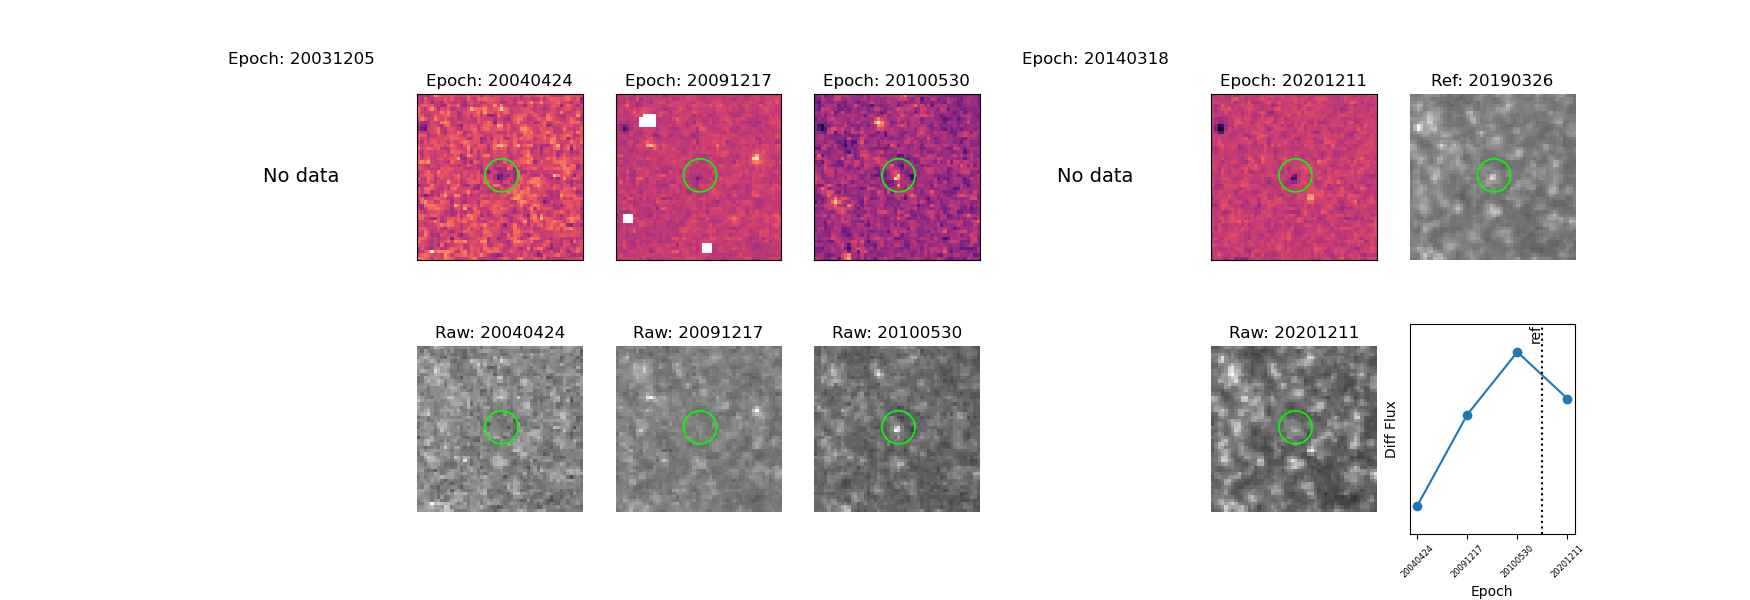 Epoch: 20031205
Epoch: 20040424
Epoch: 20091217
Epoch: 20100530
Epoch: 20140318
Epoch: 20201211
Ref: 20190326
No data
No data
Raw: 20040424
Raw: 20091217
Raw: 20100530
Raw: 20201211
ref
Diff Flux
20040424
20091217
20100530
20201211
Epoch